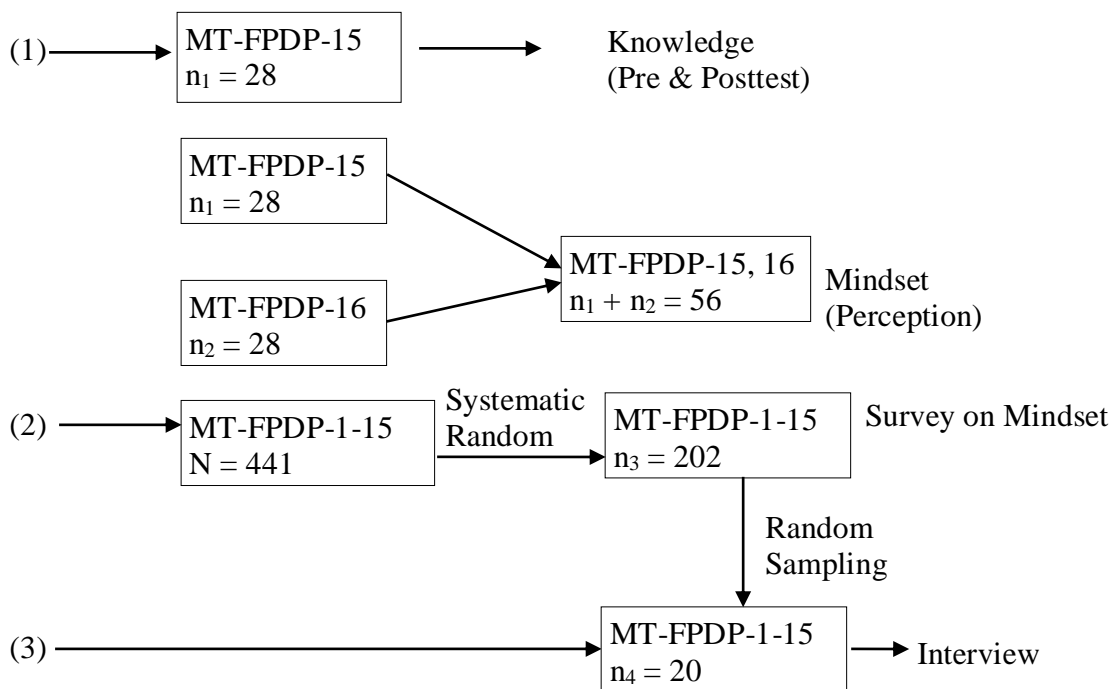 (1)
MT-FPDP-15
n₁ = 28
Knowledge
(Pre & Posttest)
MT-FPDP-15
n₁ = 28
MT-FPDP-16
n₂ = 28
MT-FPDP-15, 16
n₁ + n₂ = 56
Mindset
(Perception)
(2)
MT-FPDP-1-15
N = 441
Systematic
Random
MT-FPDP-1-15
n₃ = 202
Survey on Mindset
Random
Sampling
(3)
MT-FPDP-1-15
n₄ = 20
Interview